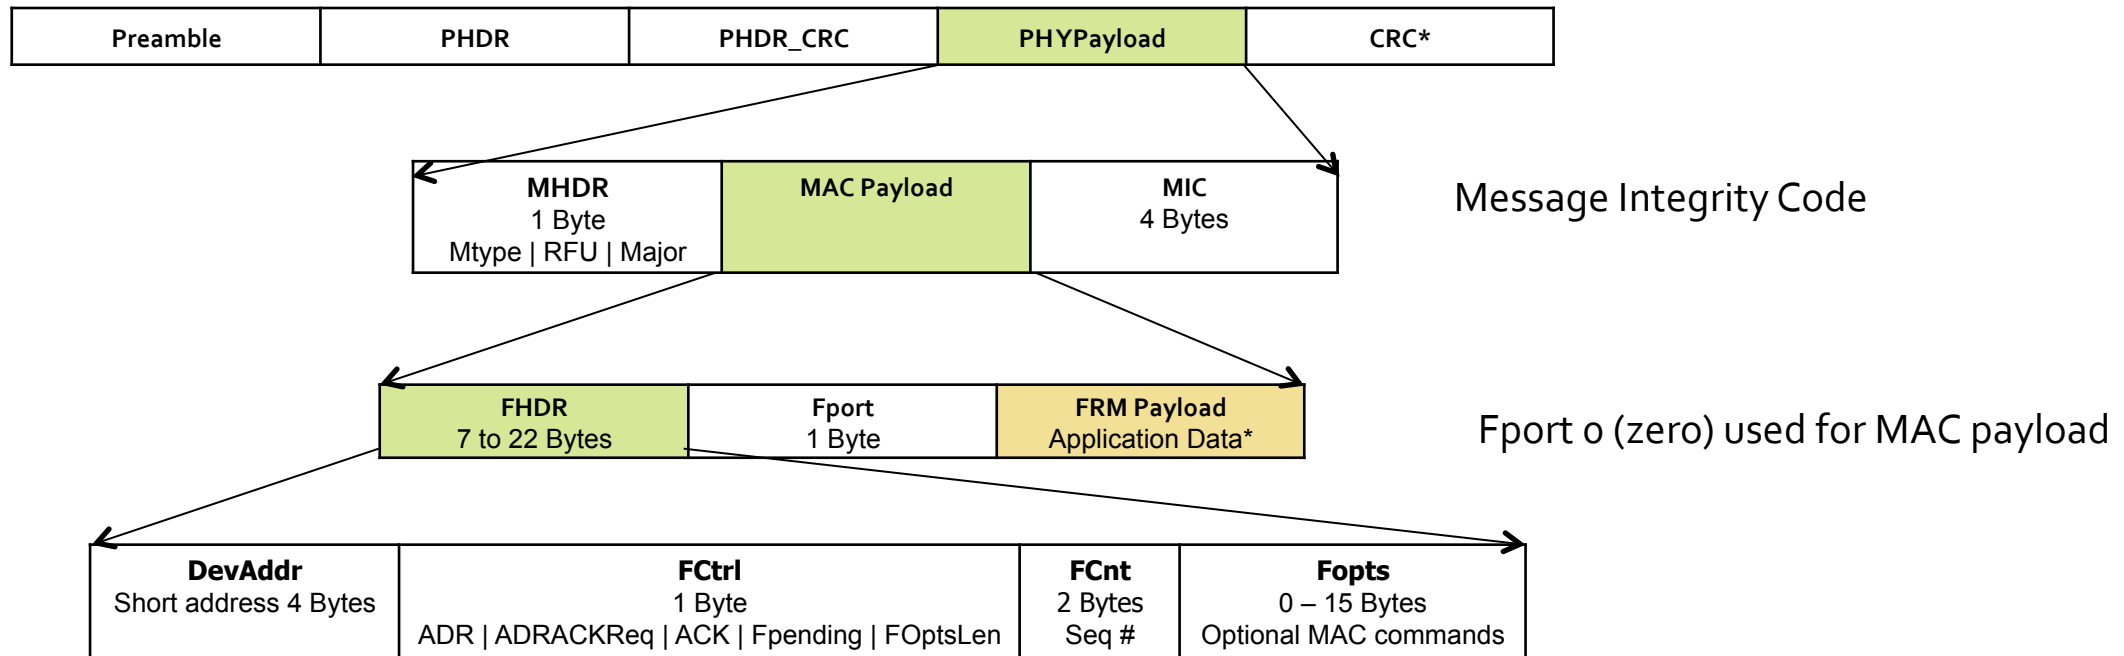 Preamble PHDR PHDR_CRC PHYPayload CRC*
MHDR
1 Byte
Mtype | RFU | Major
MAC Payload
MIC
4 Bytes
Message Integrity Code
FHDR
7 to 22 Bytes
Fport
1 Byte
FRM Payload
Application Data*
Fport 0 (zero) used for MAC payload
DevAddr
Short address 4 Bytes
FCtrl
1 Byte
ADR | ADRACKReq | ACK | Fpending | FOptsLen
FCnt
2 Bytes
Seq #
Fopts
0 – 15 Bytes
Optional MAC commands